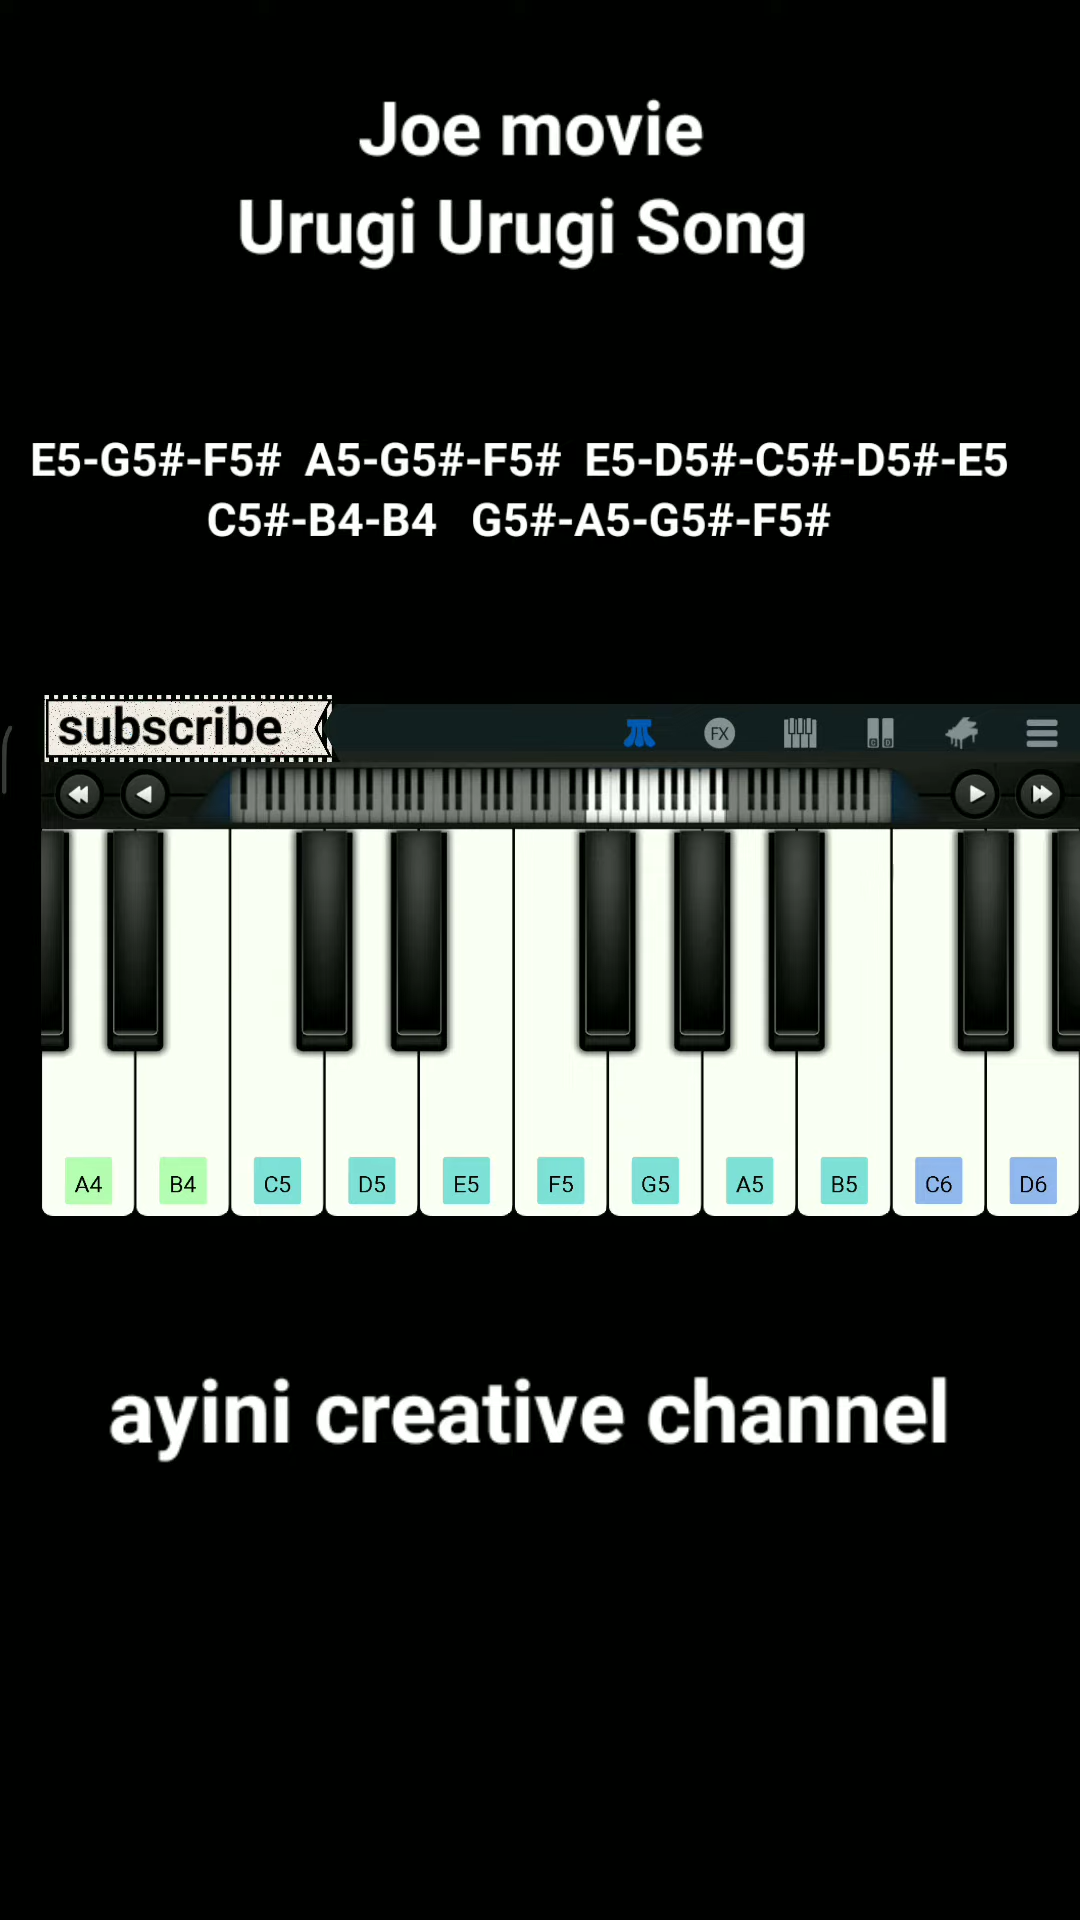 Joe movie
Urugi Urugi Song
E5-G5#-F5# A5-G5#-F5# E5-D5#-C5#-D5#-E5
C5#-B4-B4 G5#-A5-G5#-F5#
subscribe
FX
A4 B4 C5 D5 E5 F5 G5 A5 B5 C6 D6
ayini creative channel